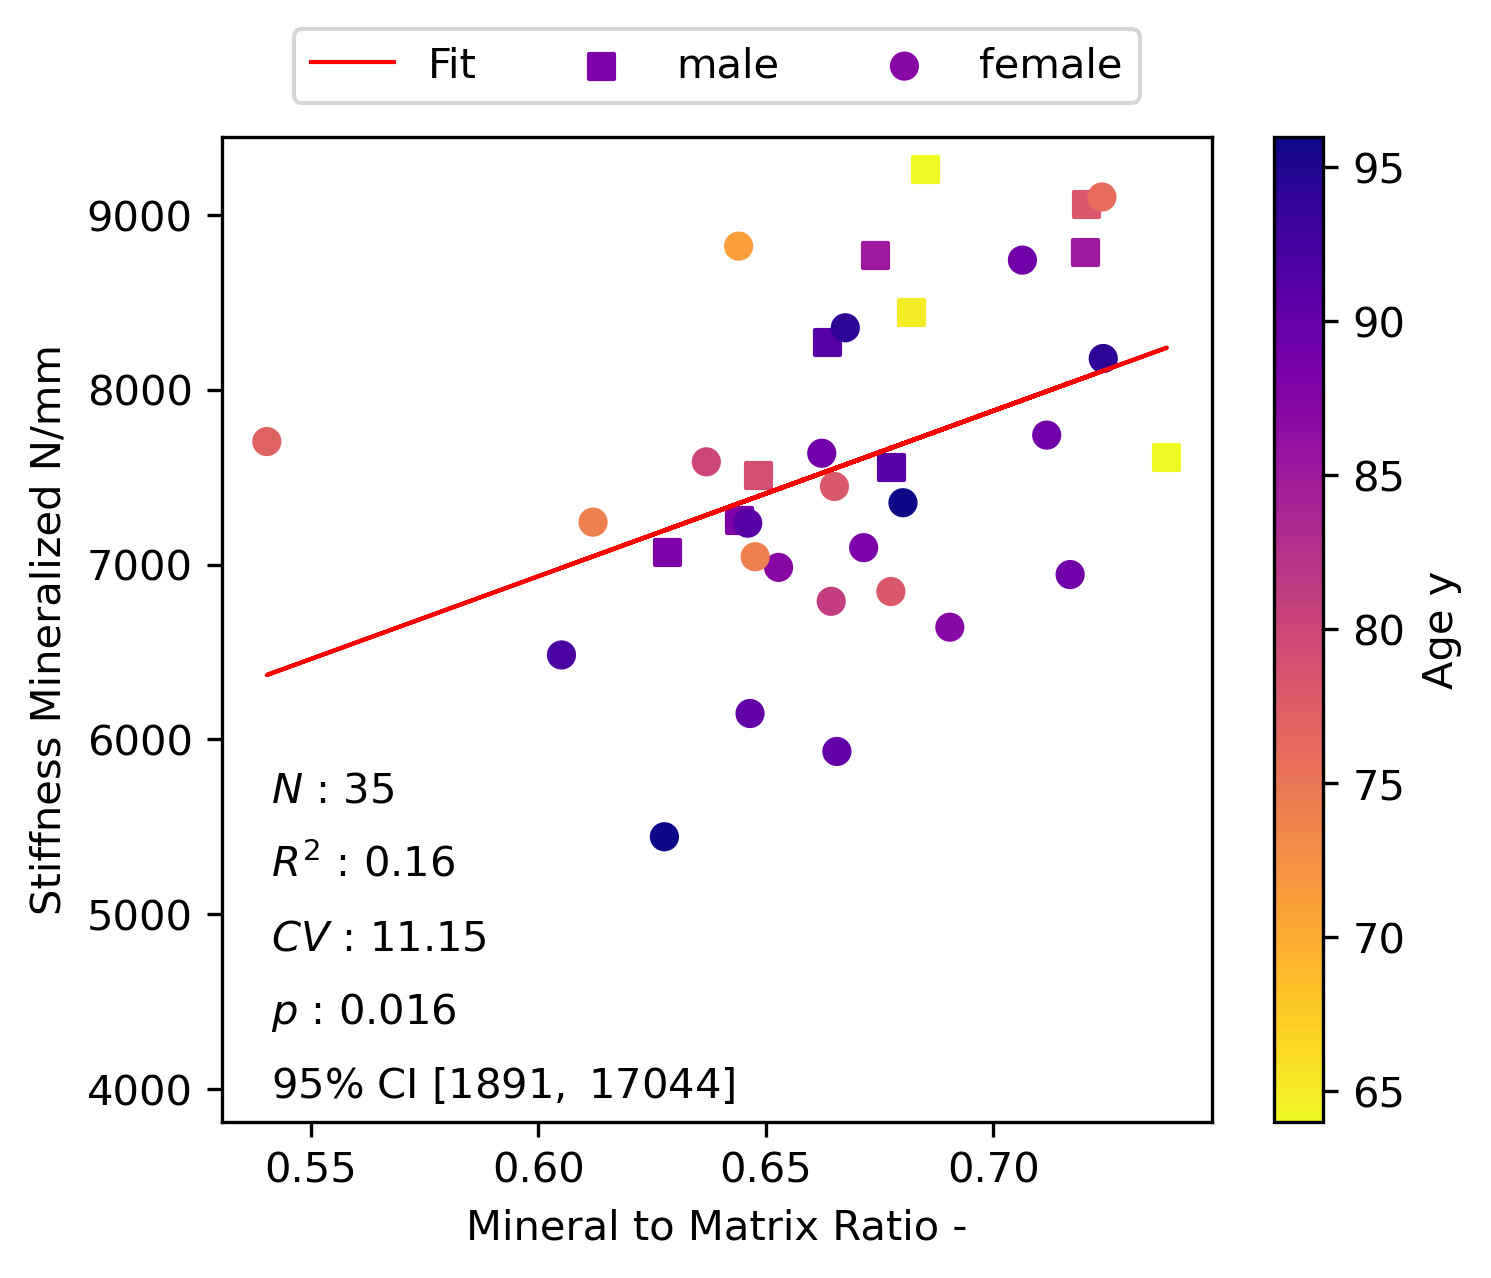 Fit male female
9000
8000
7000
6000
5000
4000
Stiffness Mineralized N/mm
N : 35
R² : 0.16
CV : 11.15
p : 0.016
95% CI [1891, 17044]
0.55 0.60 0.65 0.70
Mineral to Matrix Ratio -
95
90
85
80
75
70
65
Age y